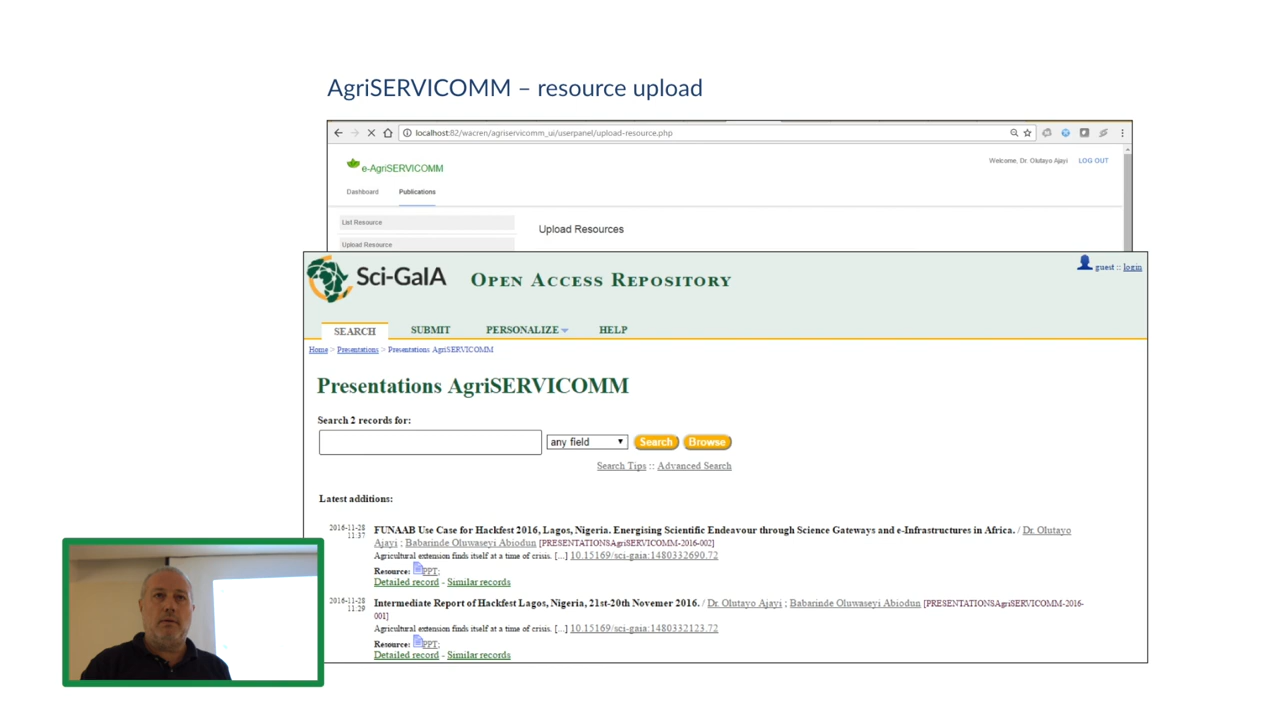 AgriSERVICOMM – resource upload
localhost:82/wacren/agriservicomm_ui/userpanel/upload-resource.php
e-AgriSERVICOMM
Welcome, Dr. Olutayo Ajayi LOG OUT
Dashboard Publications
List Resource
Upload Resources
Upload Resource
Sci-GaIA OPEN ACCESS REPOSITORY
guest :: login
SEARCH SUBMIT PERSONALIZE HELP
Home > Presentations > Presentations AgriSERVICOMM
Presentations AgriSERVICOMM
Search 2 records for:
any field Search Browse
Search Tips :: Advanced Search
Latest additions:
2016-11-28 FUNAAB Use Case for Hackfest 2016, Lagos, Nigeria. Energising Scientific Endeavour through Science Gateways and e-Infrastructures in Africa. / Dr. Olutayo
11:37 Ajayi ; Babarinde Oluwaseyi Abiodun [PRESENTATIONSAgriSERVICOMM-2016-002]
Agricultural extension finds itself at a time of crisis. [...] 10.15169/sci-gaia:1480332690.72
Resource: PPT;
Detailed record - Similar records
2016-11-28 Intermediate Report of Hackfest Lagos, Nigeria, 21st-20th Novemer 2016. / Dr. Olutayo Ajayi ; Babarinde Oluwaseyi Abiodun [PRESENTATIONSAgriSERVICOMM-2016-
11:29 001]
Agricultural extension finds itself at a time of crisis. [...] 10.15169/sci-gaia:1480332123.72
Resource: PPT;
Detailed record - Similar records